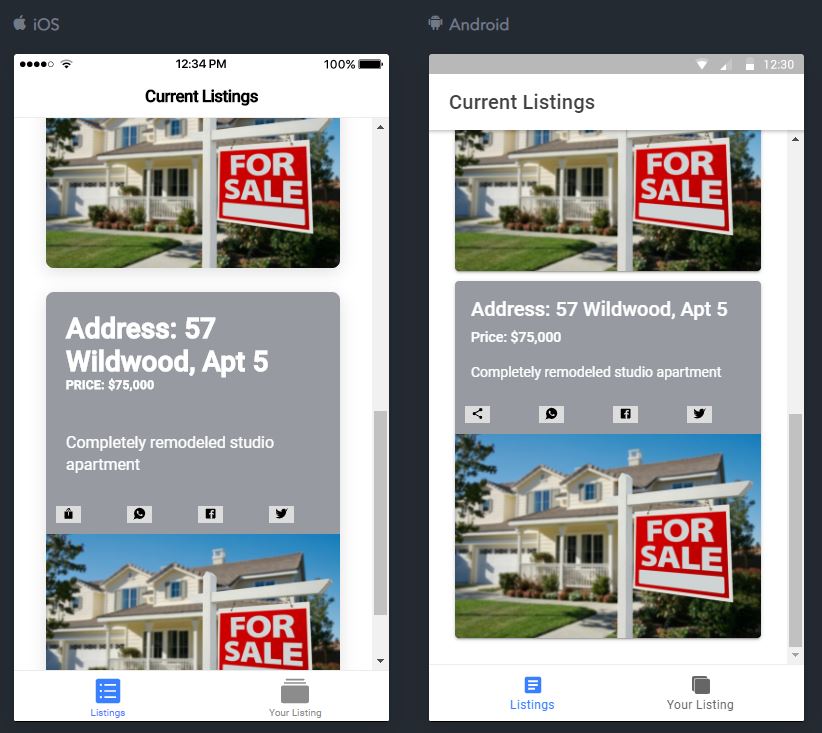 iOS
12:34 PM
100%
Current Listings
FOR
SALE
Address: 57
Wildwood, Apt 5
PRICE: $75,000
Completely remodeled studio
apartment
FOR
SALE
Listings
Your Listing
Android
12:30
Current Listings
FOR
SALE
Address: 57 Wildwood, Apt 5
Price: $75,000
Completely remodeled studio apartment
FOR
SALE
Listings
Your Listing